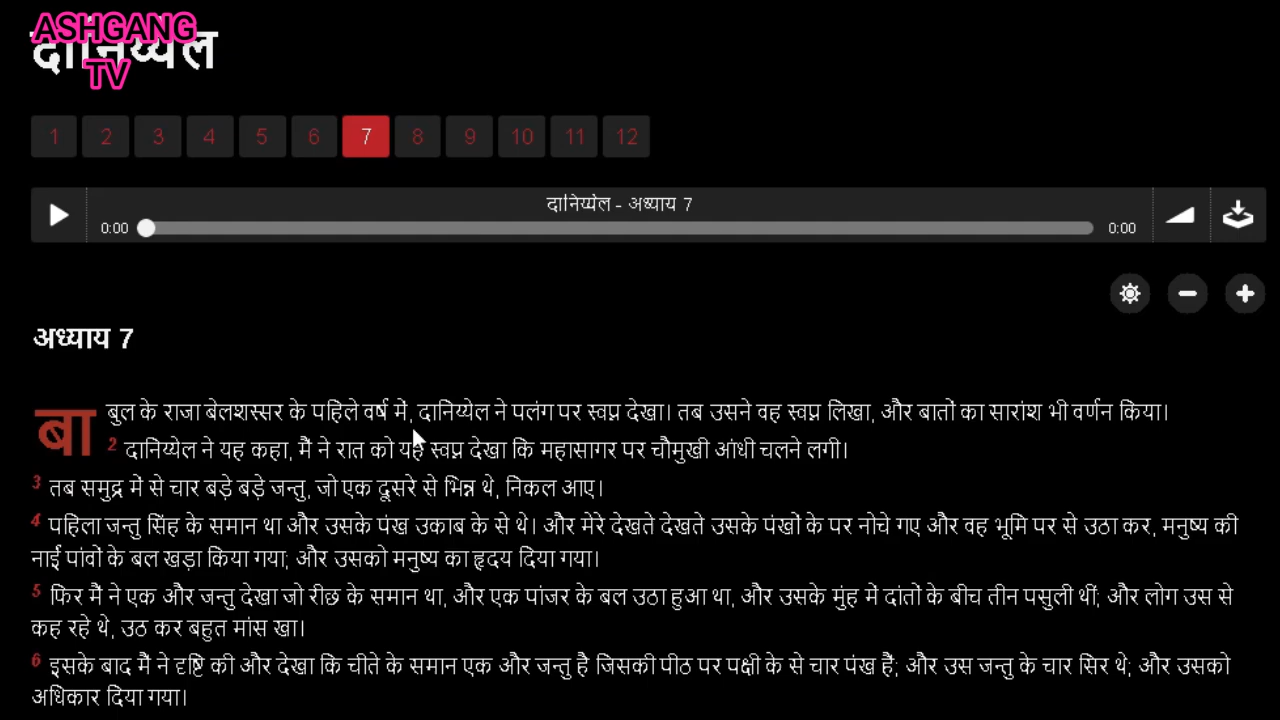 ASHGANG
TV
दानिय्येल
1 2 3 4 5 6 7 8 9 10 11 12
दानिय्येल - अध्याय 7
0:00 0:00
अध्याय 7
बाबुल के राजा बेलशस्सर के पहिले वर्ष में, दानिय्येल ने पलंग पर स्वप्न देखा। तब उसने वह स्वप्न लिखा, और बातों का सारांश भी वर्णन किया।
2 दानिय्येल ने यह कहा, मैं ने रात को यह स्वप्न देखा कि महासागर पर चौमुखी आंधी चलने लगी।
3 तब समुद्र में से चार बड़े बड़े जन्तु, जो एक दूसरे से भिन्न थे, निकल आए।
4 पहिला जन्तु सिंह के समान था और उसके पंख उकाब के से थे। और मेरे देखते देखते उसके पंखों के पर नोचे गए और वह भूमि पर से उठा कर, मनुष्य की
नाईं पांवों के बल खड़ा किया गया; और उसको मनुष्य का हृदय दिया गया।
5 फिर मैं ने एक और जन्तु देखा जो रीछ के समान था, और एक पांजर के बल उठा हुआ था, और उसके मुंह में दांतों के बीच तीन पसुली थीं; और लोग उस से
कह रहे थे, उठ कर बहुत मांस खा।
6 इसके बाद मैं ने दृष्टि की और देखा कि चीते के समान एक और जन्तु है जिसकी पीठ पर पक्षी के से चार पंख हैं; और उस जन्तु के चार सिर थे; और उसको
अधिकार दिया गया।